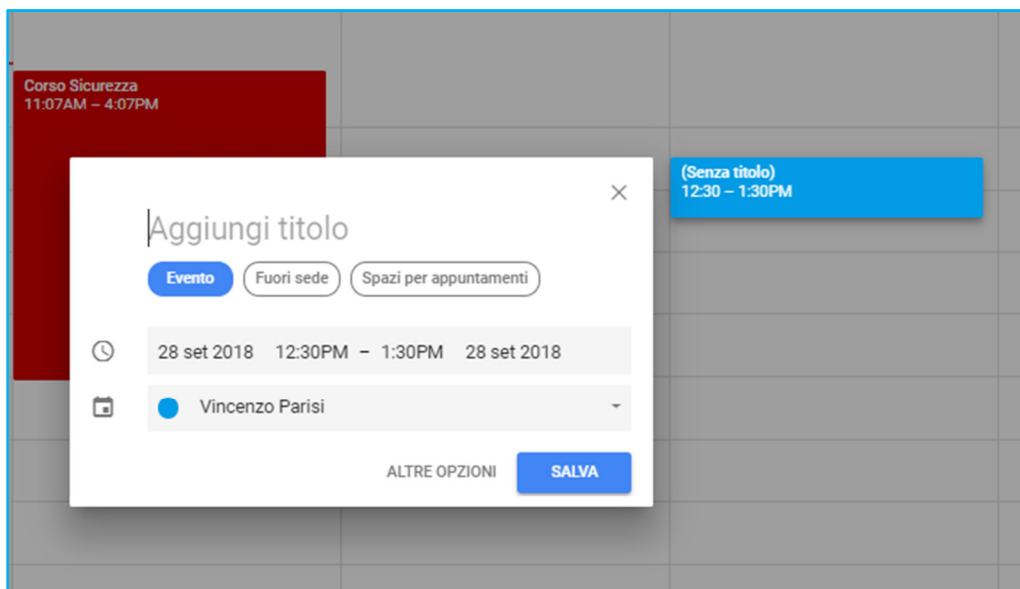 Corso Sicurezza
11:07AM – 4:07PM
(Senza titolo)
12:30 – 1:30PM
Aggiungi titolo
Evento Fuori sede Spazi per appuntamenti
28 set 2018 12:30PM – 1:30PM 28 set 2018
Vincenzo Parisi
ALTRE OPZIONI SALVA